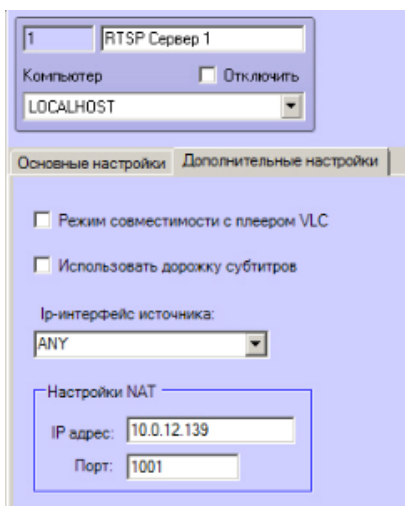 1 RTSP Сервер 1
Компьютер Отключить
LOCALHOST
Основные настройки Дополнительные настройки
Режим совместимости с плеером VLC
Использовать дорожку субтитров
Ip-интерфейс источника:
ANY
Настройки NAT
IP адрес: 10.0.12.139
Порт: 1001